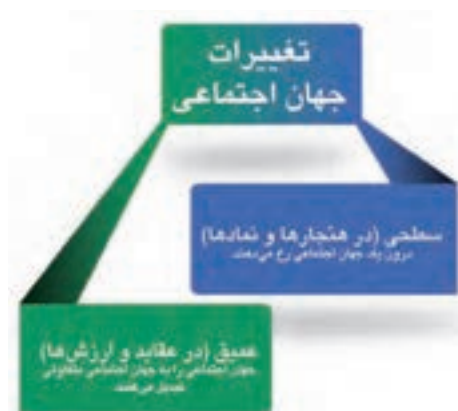 تغییرات
جهان اجتماعی
سطحی (در هنجارها و نمادها)
درون یک جهان اجتماعی رخ می‌دهند.
عمیق (در عقاید و ارزش‌ها)
جهان اجتماعی را به جهان اجتماعی متفاوتی
تبدیل می‌کنند.